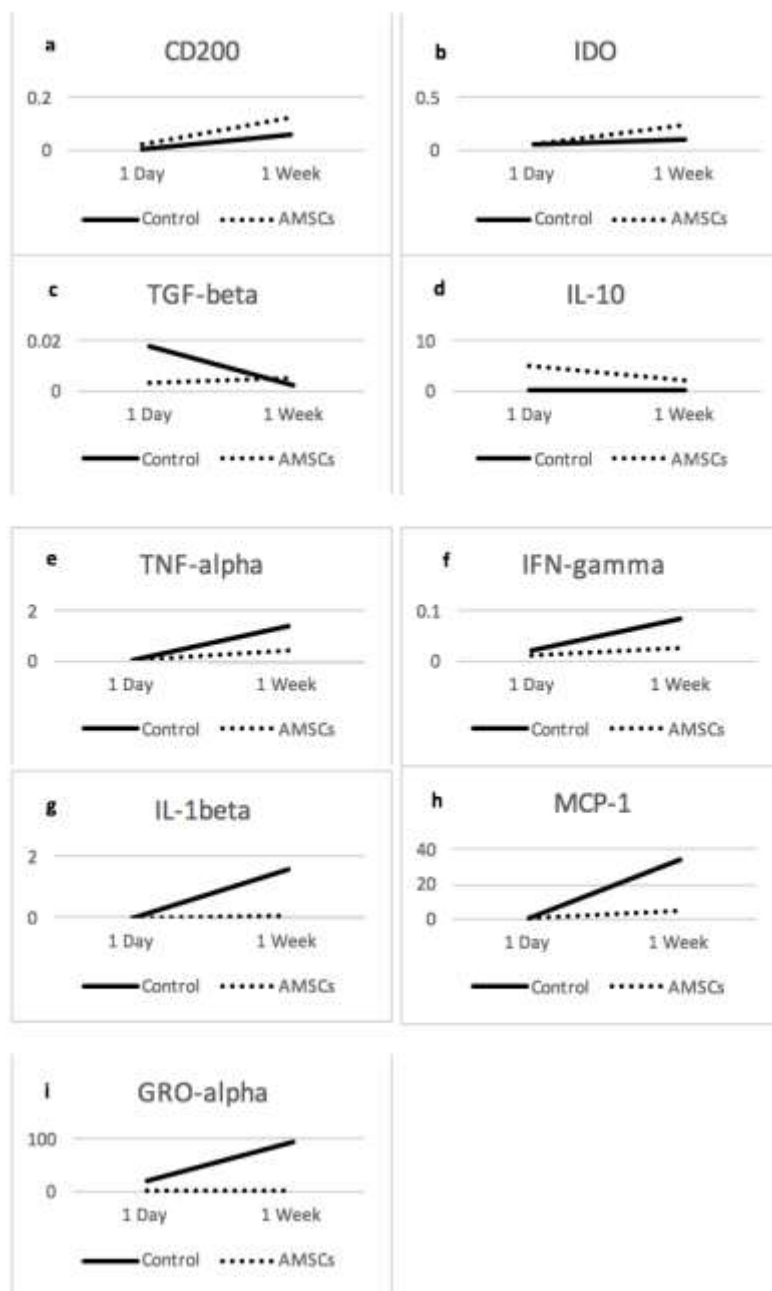 a
CD200
0.2
0
1 Day
1 Week
Control
AMSCs
b
IDO
0.5
0
1 Day
1 Week
Control
AMSCs
c
TGF-beta
0.02
0
1 Day
1 Week
Control
AMSCs
d
IL-10
10
0
1 Day
1 Week
Control
AMSCs
e
TNF-alpha
2
0
1 Day
1 Week
Control
AMSCs
f
IFN-gamma
0.1
0
1 Day
1 Week
Control
AMSCs
g
IL-1beta
2
0
1 Day
1 Week
Control
AMSCs
h
MCP-1
40
20
0
1 Day
1 Week
Control
AMSCs
i
GRO-alpha
100
0
1 Day
1 Week
Control
AMSCs